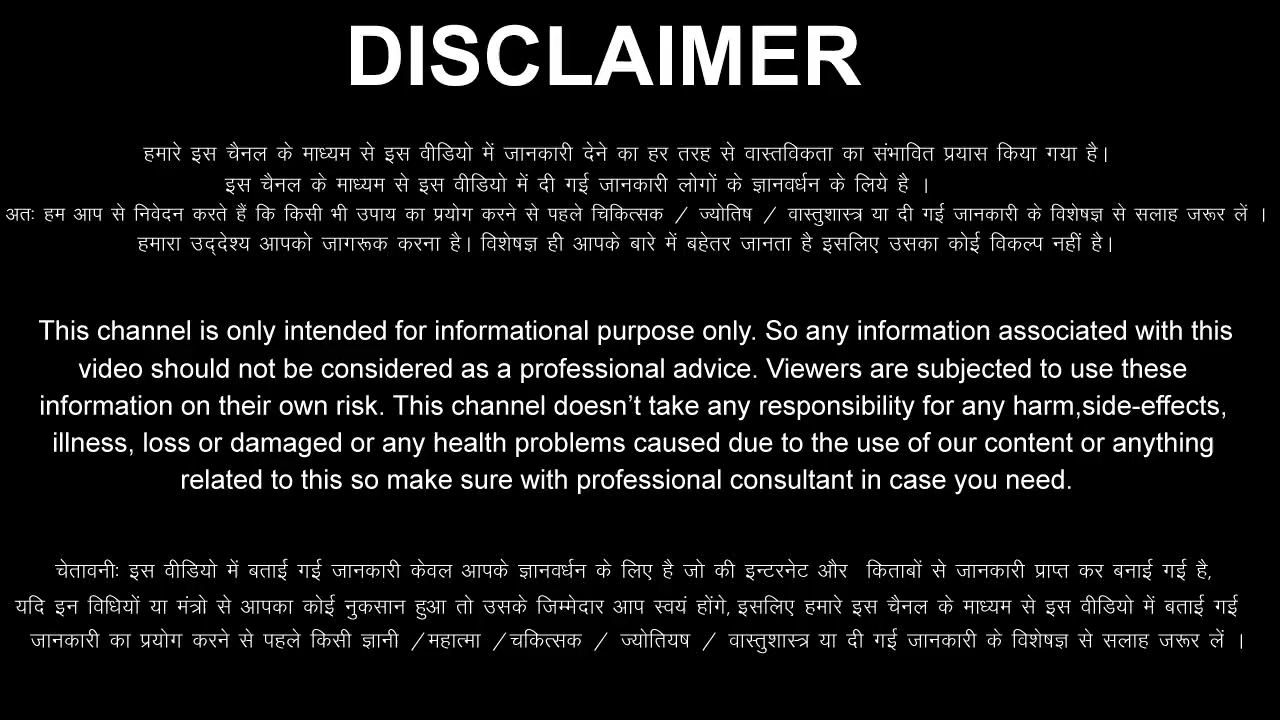 DISCLAIMER
हमारे इस चैनल के माध्यम से इस वीडियो में जानकारी देने का हर तरह से वास्तविकता का संभावित प्रयास किया गया है।
इस चैनल के माध्यम से इस वीडियो में दी गई जानकारी लोगों के ज्ञानवर्धन के लिये है ।
अतः हम आप से निवेदन करते हैं कि किसी भी उपाय का प्रयोग करने से पहले चिकित्सक / ज्योतिष / वास्तुशास्त्र या दी गई जानकारी के विशेषज्ञ से सलाह जरूर लें ।
हमारा उद्देश्य आपको जागरूक करना है। विशेषज्ञ ही आपके बारे में बहेतर जानता है इसलिए उसका कोई विकल्प नहीं है।
This channel is only intended for informational purpose only. So any information associated with this
video should not be considered as a professional advice. Viewers are subjected to use these
information on their own risk. This channel doesn’t take any responsibility for any harm,side-effects,
illness, loss or damaged or any health problems caused due to the use of our content or anything
related to this so make sure with professional consultant in case you need.
चेतावनीः इस वीडियो में बताई गई जानकारी केवल आपके ज्ञानवर्धन के लिए है जो की इन्टरनेट और किताबों से जानकारी प्राप्त कर बनाई गई है,
यदि इन विधियों या मंत्रो से आपका कोई नुकसान हुआ तो उसके जिम्मेदार आप स्वयं होंगे, इसलिए हमारे इस चैनल के माध्यम से इस वीडियो में बताई गई
जानकारी का प्रयोग करने से पहले किसी ज्ञानी /महात्मा /चकित्सक / ज्योतियष / वास्तुशास्त्र या दी गई जानकारी के विशेषज्ञ से सलाह जरूर लें ।